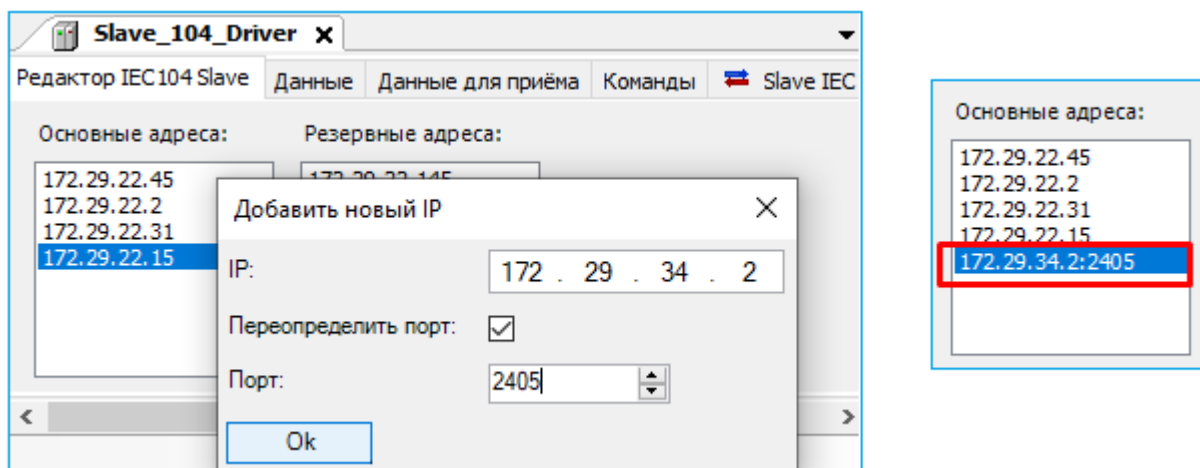 Slave_104_Driver X
Редактор IEC104 Slave Данные Данные для приёма Команды Slave IEC
Основные адреса: Резервные адреса:
172.29.22.45
172.29.22.2
172.29.22.31
172.29.22.15
Добавить новый IP
IP: 172 . 29 . 34 . 2
Переопределить порт:
Порт: 2405
Ok
Основные адреса:
172.29.22.45
172.29.22.2
172.29.22.31
172.29.22.15
172.29.34.2:2405